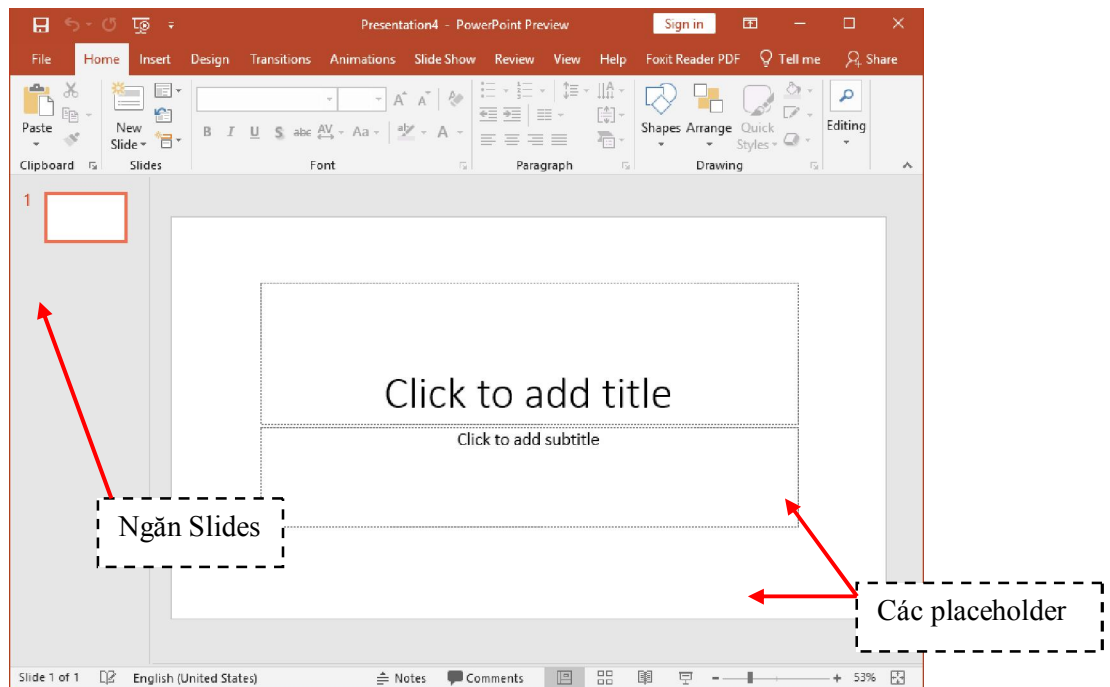 Presentation4 - PowerPoint Preview
Sign in
File Home Insert Design Transitions Animations Slide Show Review View Help Foxit Reader PDF Tell me Share
Paste
New
Slide
B I U S abc AV Aa A
Shapes Arrange Quick
Styles
Editing
Clipboard Slides Font Paragraph Drawing
1
Click to add title
Click to add subtitle
Ngăn Slides
Các placeholder
Slide 1 of 1 English (United States) Notes Comments 53%